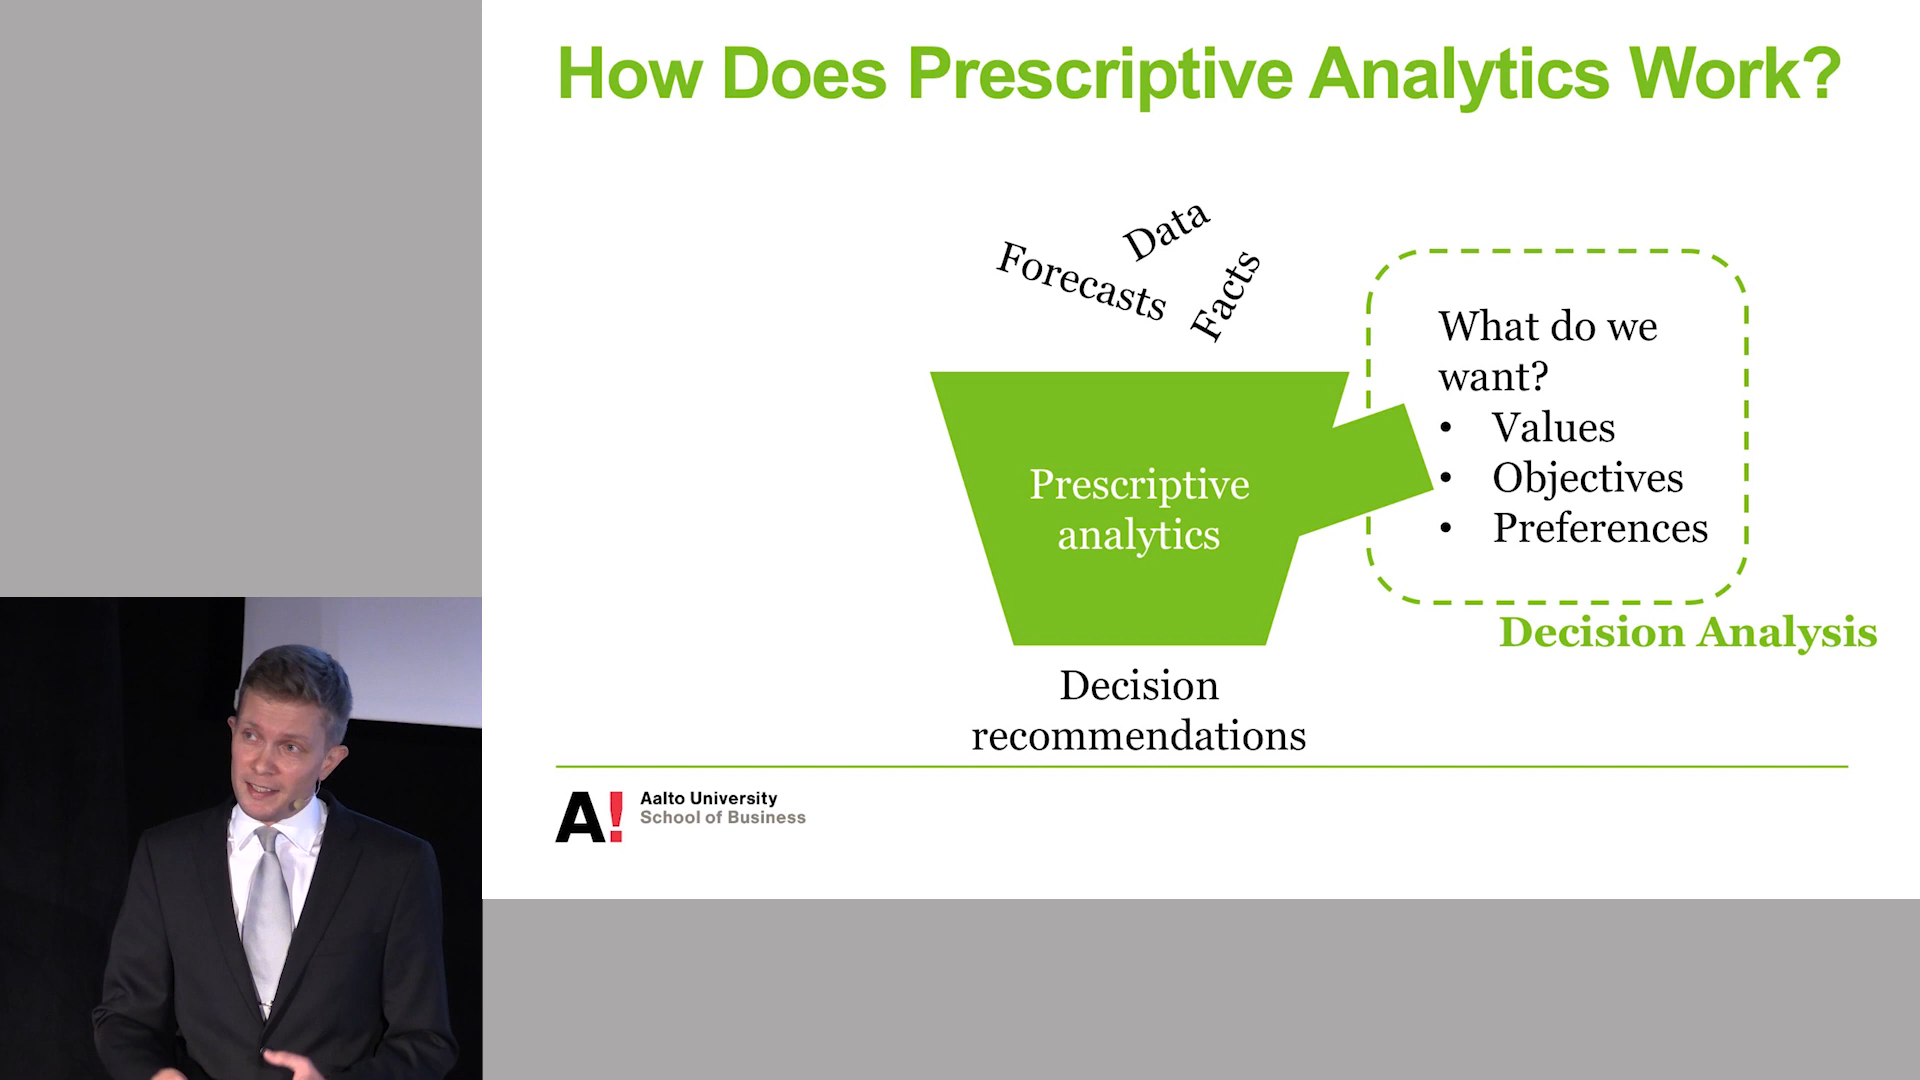 How Does Prescriptive Analytics Work?
Data
Forecasts
Facts
What do we
want?
• Values
• Objectives
• Preferences
Prescriptive
analytics
Decision Analysis
Decision
recommendations
A!
Aalto University
School of Business